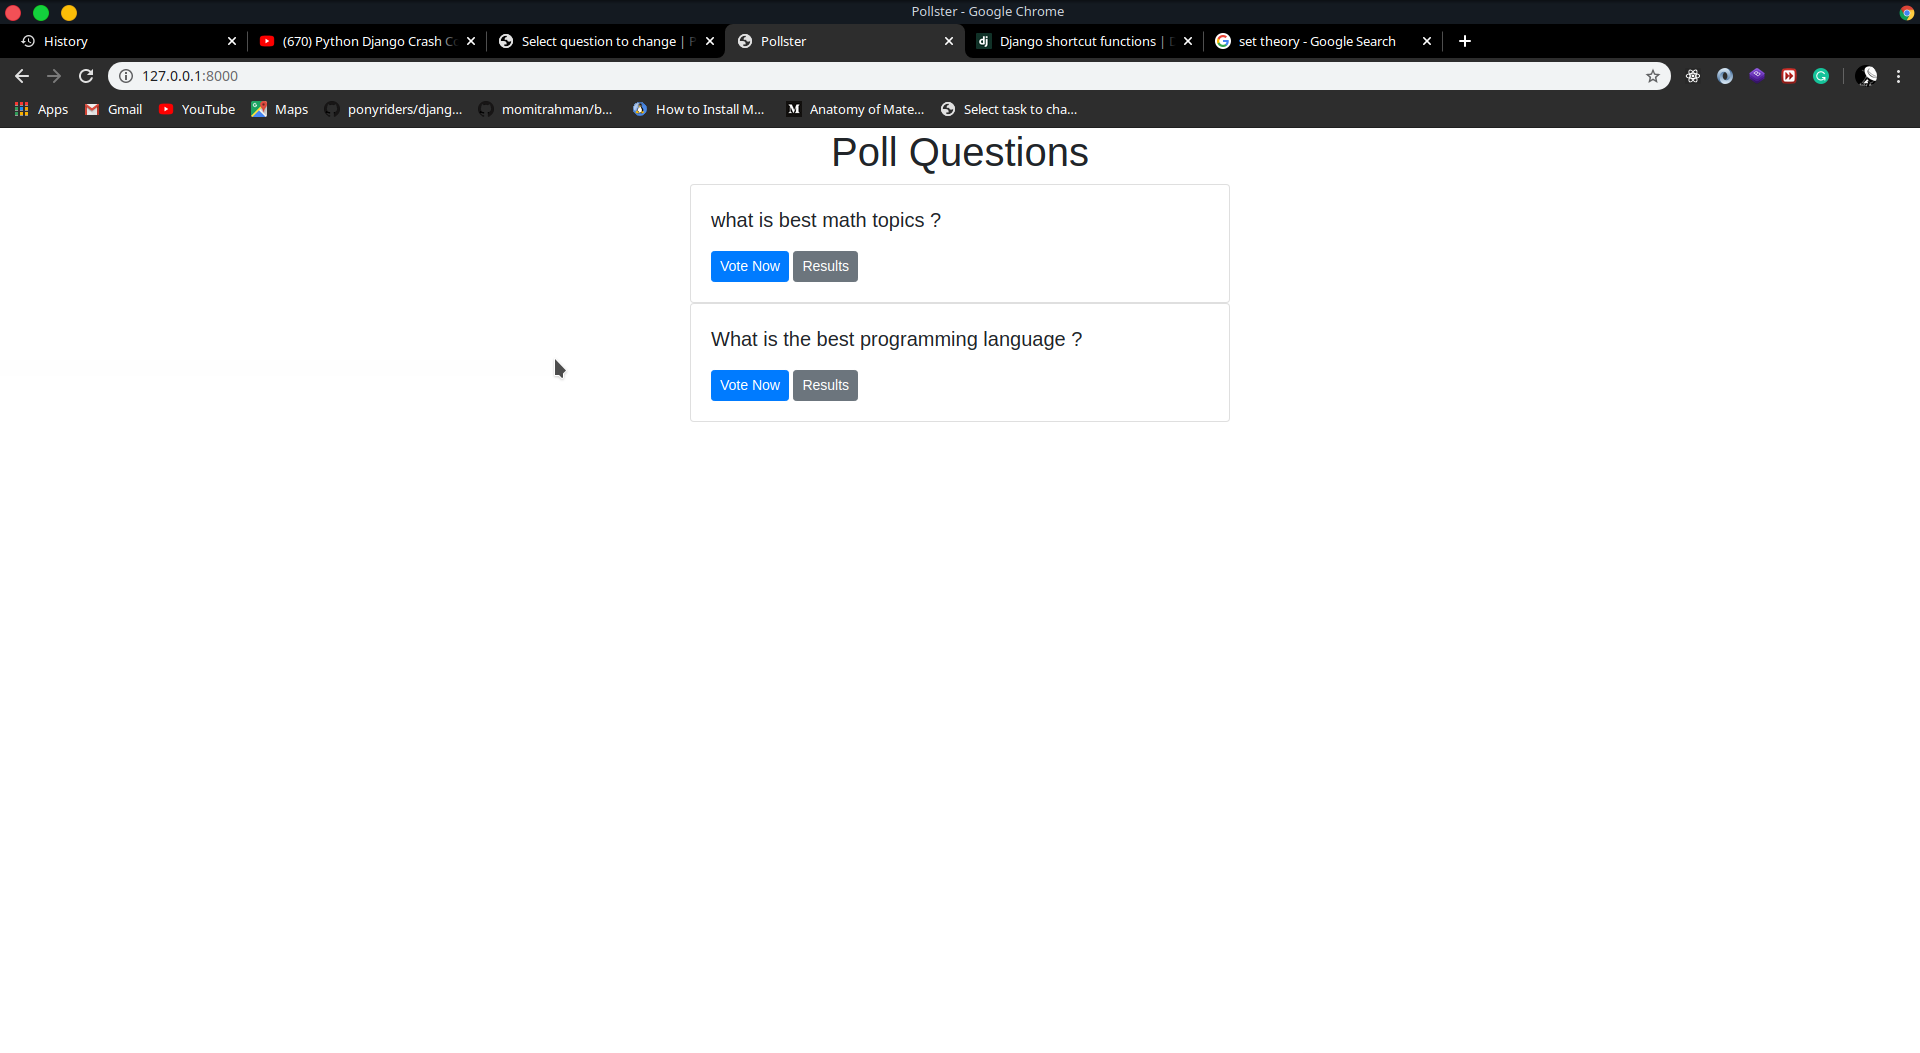 Pollster - Google Chrome
History
(670) Python Django Crash Co
Select question to change | P
Pollster
Django shortcut functions | D
set theory - Google Search
127.0.0.1:8000
Apps
Gmail
YouTube
Maps
ponyriders/djang...
momitrahman/b...
How to Install M...
Anatomy of Mate...
Select task to cha...
Poll Questions
what is best math topics ?
Vote Now Results
What is the best programming language ?
Vote Now Results